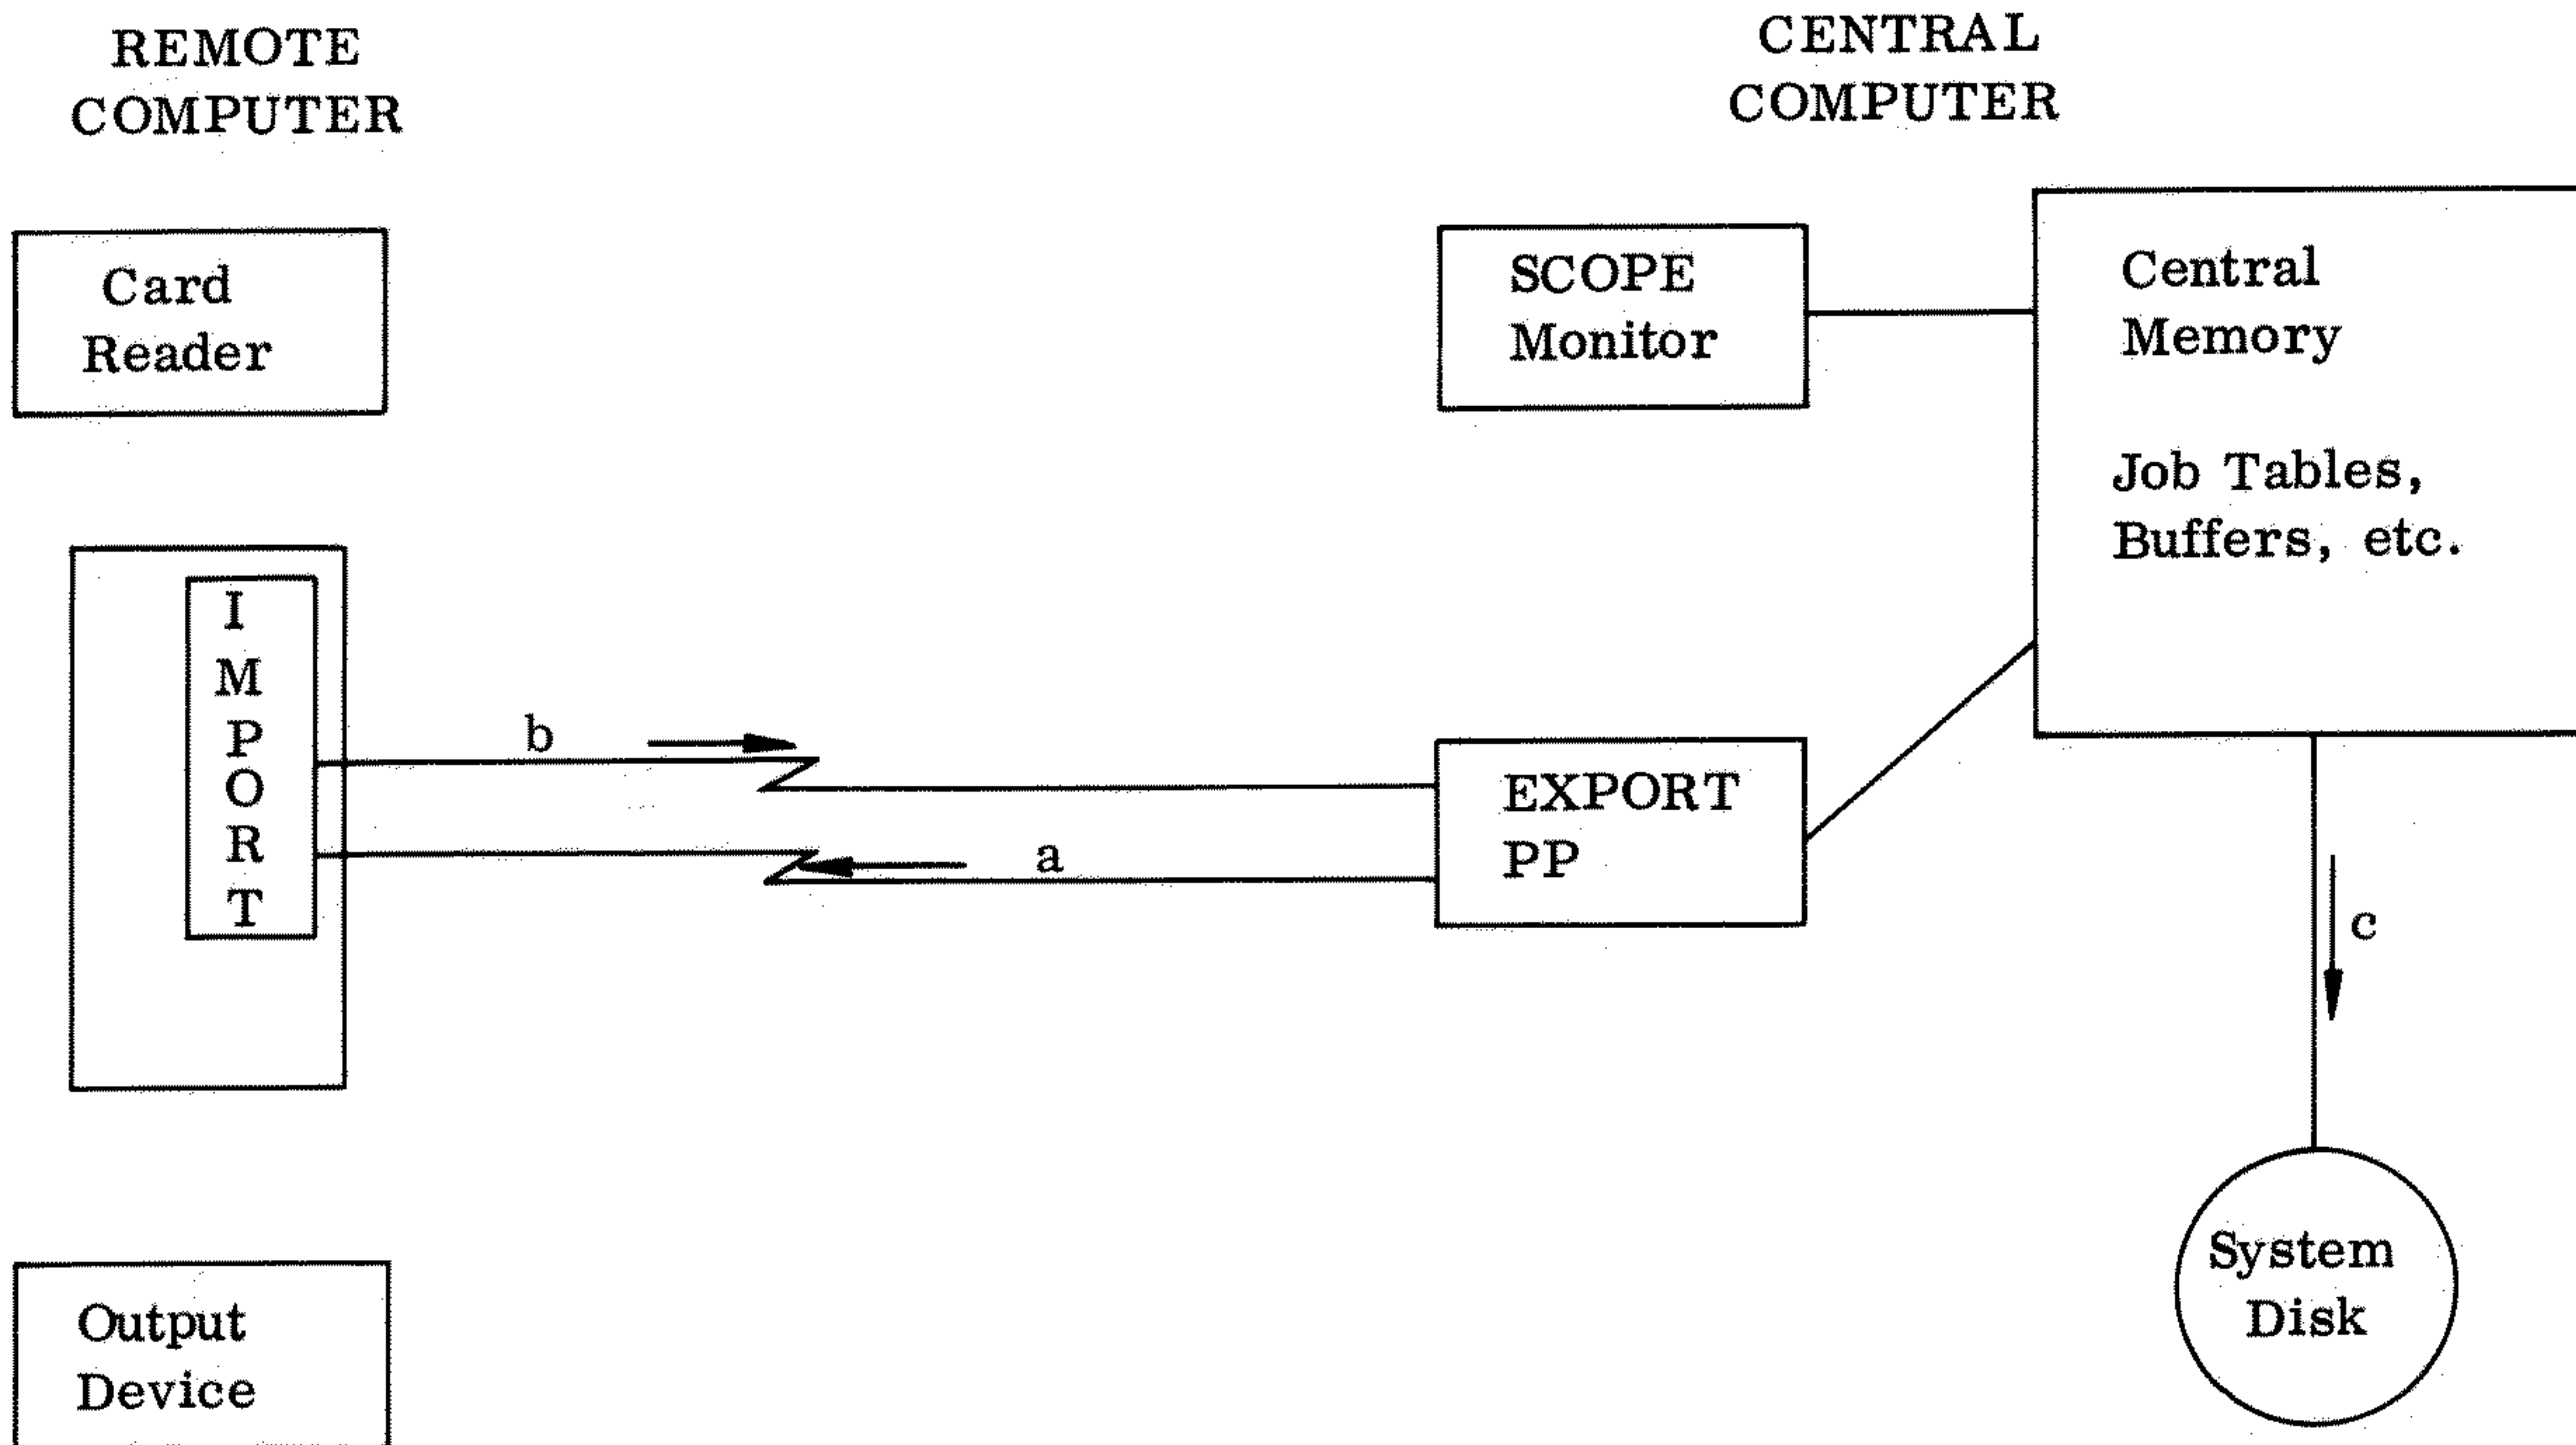 REMOTE
COMPUTER
CENTRAL
COMPUTER
Card
Reader
SCOPE
Monitor
Central
Memory
Job Tables,
Buffers, etc.
I
M
P
O
R
T
b
a
EXPORT
PP
c
System
Disk
Output
Device